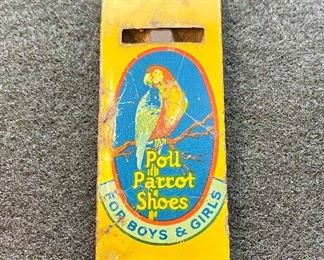 Poll
Parrot
Shoes
FOR BOYS & GIRLS